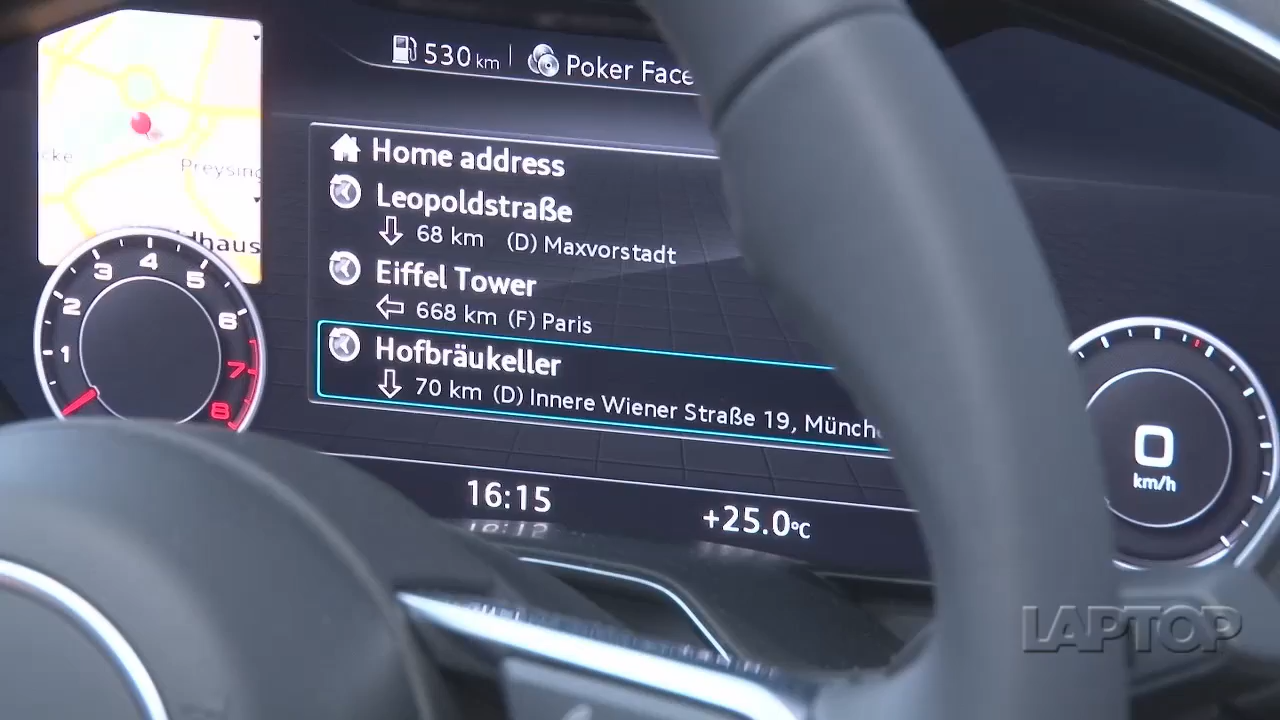 530 km
Poker Face
Home address
Leopoldstraße
68 km (D) Maxvorstadt
Eiffel Tower
668 km (F) Paris
Hofbräukeller
70 km (D) Innere Wiener Straße 19, Münch
16:15
+25.0°C
Preysing
1
2
3
4
5
6
7
8
0
km/h
LAPTOP